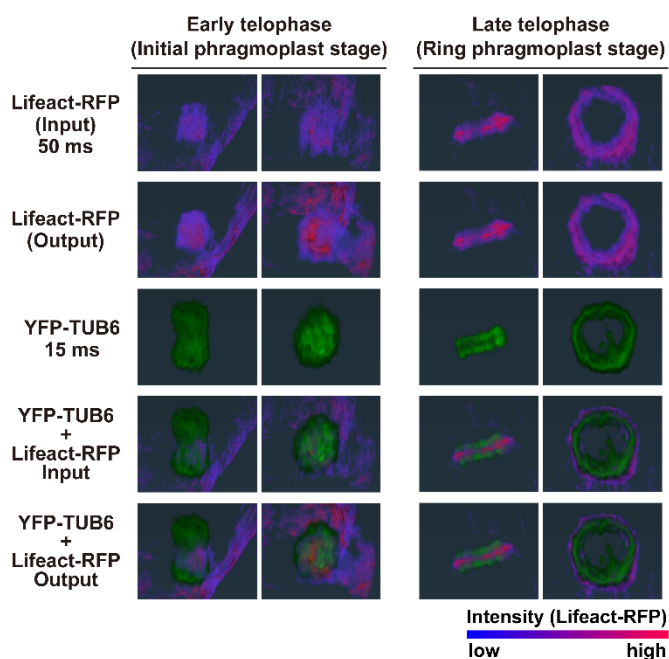 Early telophase
(Initial phragmoplast stage)
Late telophase
(Ring phragmoplast stage)
Lifeact-RFP
(Input)
50 ms
Lifeact-RFP
(Output)
YFP-TUB6
15 ms
YFP-TUB6
+
Lifeact-RFP
Input
YFP-TUB6
+
Lifeact-RFP
Output
Intensity (Lifeact-RFP)
low high